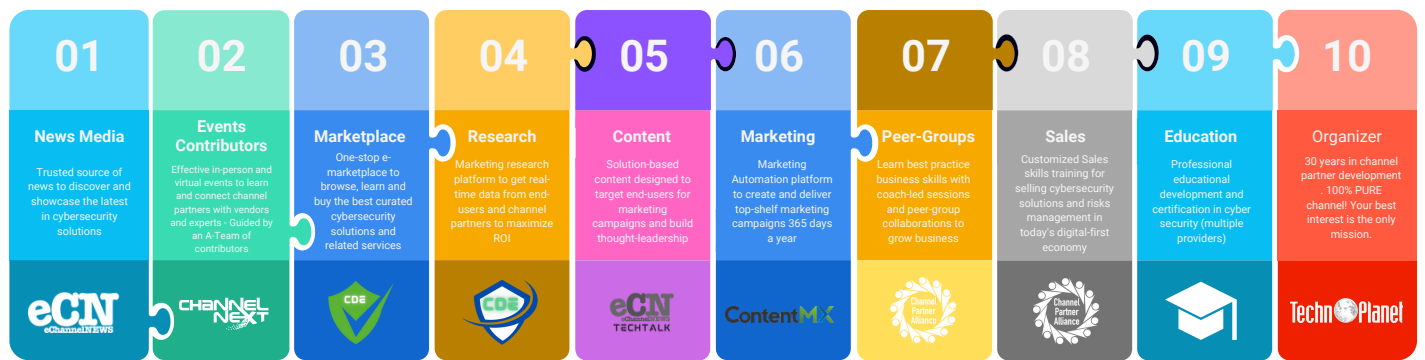 01
News Media
Trusted source of
news to discover and
showcase the latest
in cybersecurity
solutions
eCN
eChannelNEWS
02
Events
Contributors
Effective in-person and
virtual events to learn
and connect channel
partners with vendors
and experts - Guided by
an A-Team of
contributors
CHANNEL
NEXT
03
Marketplace
One-stop e-
marketplace to
browse, learn and
buy the best curated
cybersecurity
solutions and
related services
CDE
04
Research
Marketing research
platform to get real-
time data from end-
users and channel
partners to maximize
ROI
CDE
05
Content
Solution-based
content designed to
target end-users for
marketing
campaigns and build
thought-leadership
eCN
eChannelNEWS
TECHTALK
06
Marketing
Marketing
Automation platform
to create and deliver
top-shelf marketing
campaigns 365 days
a year
ContentMX
07
Peer-Groups
Learn best practice
business skills with
coach-led sessions
and peer-group
collaborations to
grow business
Channel
Partner
Alliance
08
Sales
Customized Sales
skills training for
selling cybersecurity
solutions and risks
management in
today's digital-first
economy
Channel
Partner
Alliance
09
Education
Professional
educational
development and
certification in cyber
security (multiple
providers)
10
Organizer
30 years in channel
partner development
. 100% PURE
channel! Your best
interest is the only
mission.
TechnoPlanet